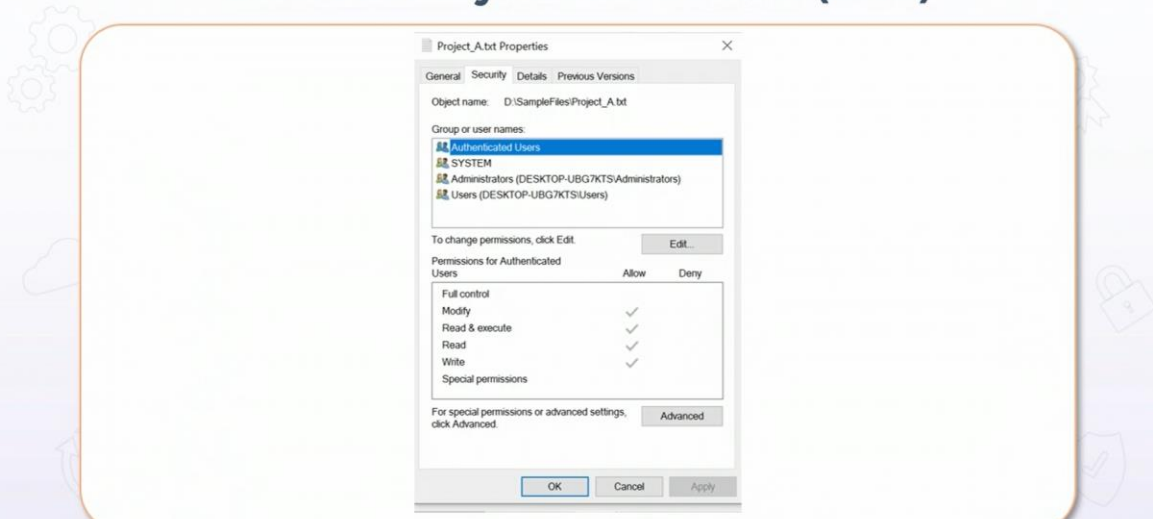 Project_A.txt Properties
General Security Details Previous Versions
Object name: D:\SampleFiles\Project_A.txt
Group or user names:
Authenticated Users
SYSTEM
Administrators (DESKTOP-UBG7KTS\Administrators)
Users (DESKTOP-UBG7KTS\Users)
To change permissions, click Edit.
Edit...
Permissions for Authenticated
Users Allow Deny
Full control
Modify
Read & execute
Read
Write
Special permissions
For special permissions or advanced settings,
click Advanced.
Advanced
OK Cancel Apply